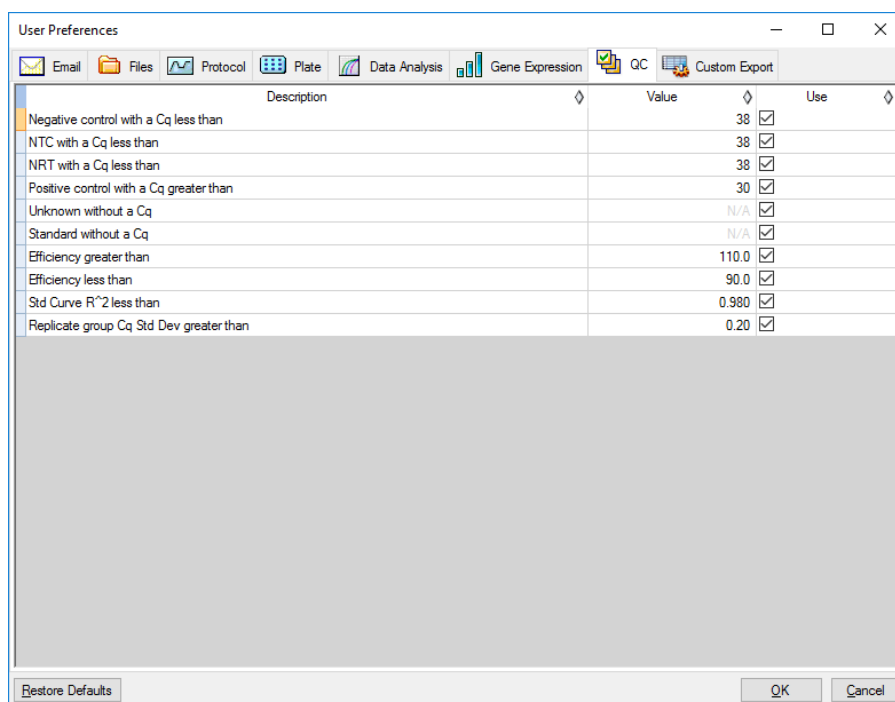 User Preferences
Email Files Protocol Plate Data Analysis Gene Expression QC Custom Export
Description Value Use
Negative control with a Cq less than 38
NTC with a Cq less than 38
NRT with a Cq less than 38
Positive control with a Cq greater than 30
Unknown without a Cq N/A
Standard without a Cq N/A
Efficiency greater than 110.0
Efficiency less than 90.0
Std Curve R^2 less than 0.980
Replicate group Cq Std Dev greater than 0.20
Restore Defaults OK Cancel